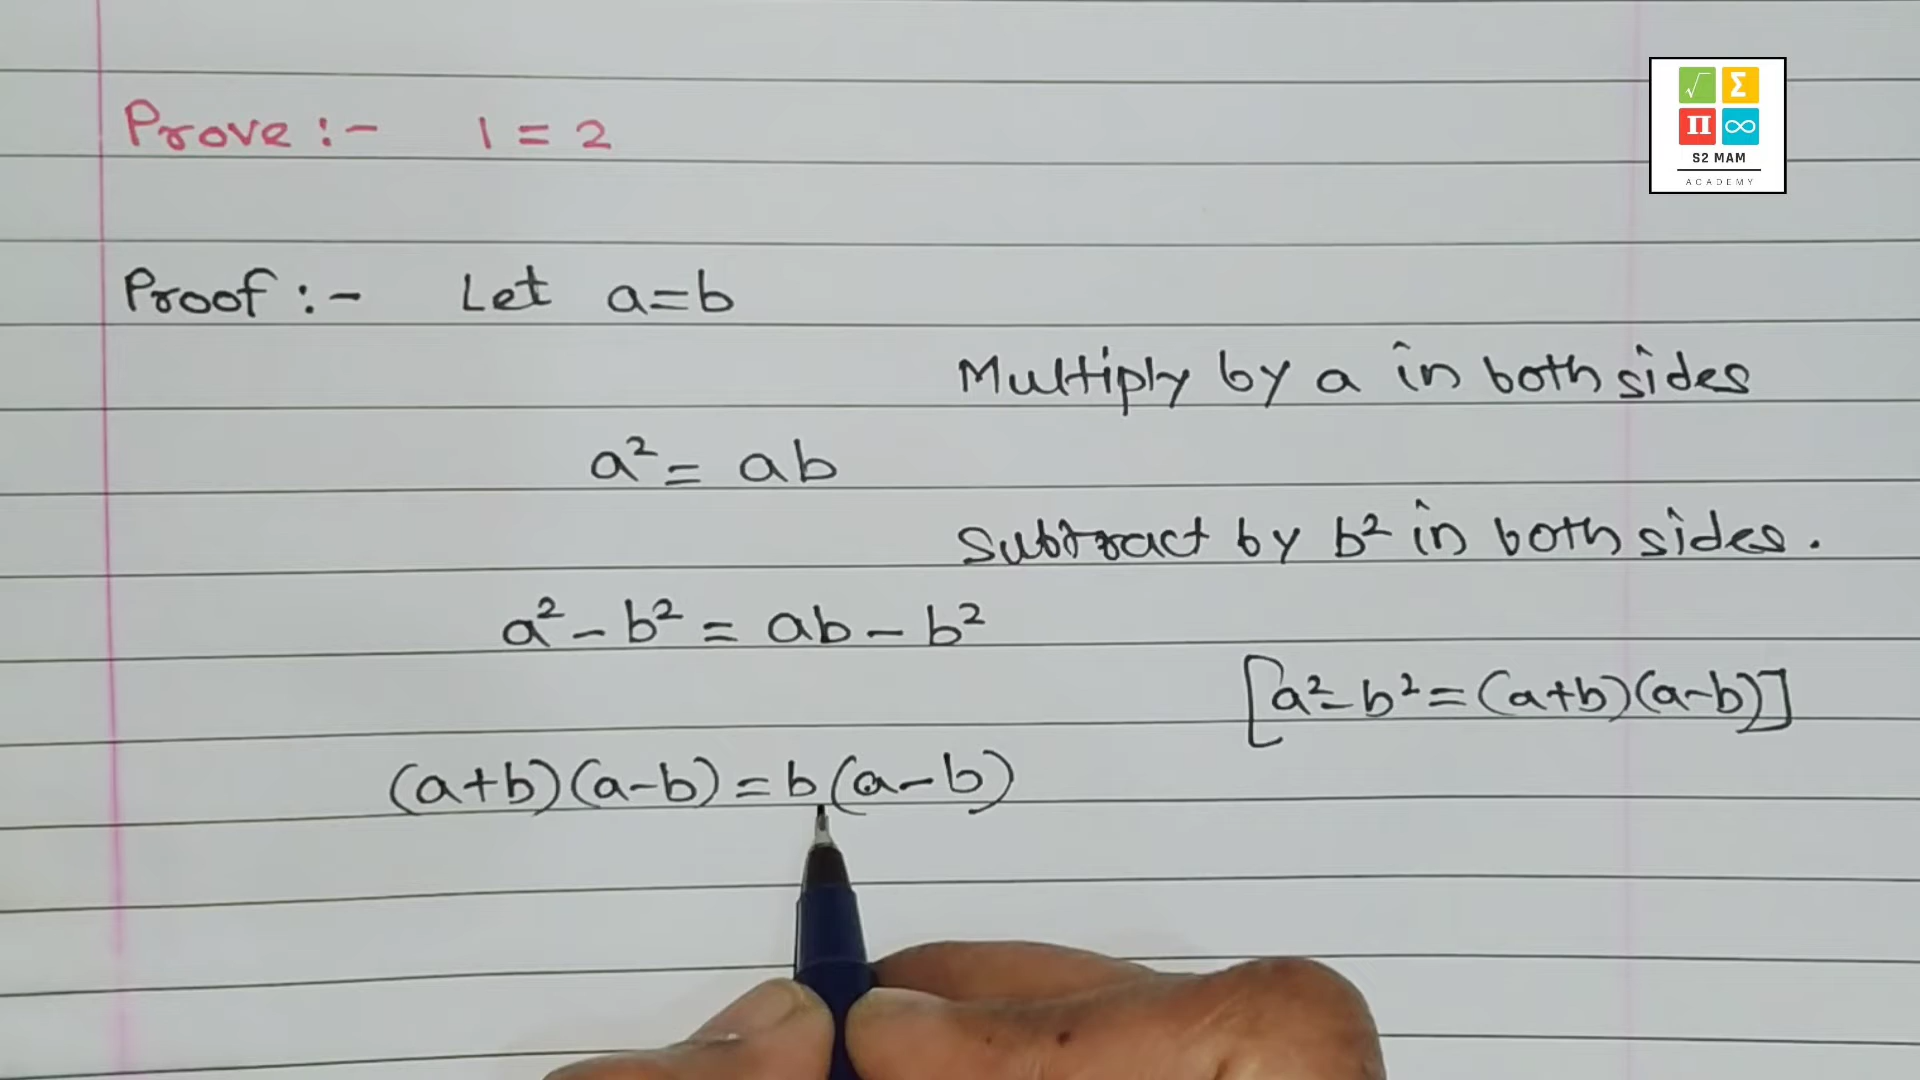 Prove :- 1 = 2
√ Σ
π ∞
S2 MAM
ACADEMY
Proof :- Let a=b
Multiply by a in both sides
a² = ab
Subtract by b² in both sides.
a² - b² = ab - b²
[a² - b² = (a+b)(a-b)]
(a+b)(a-b) = b(a-b)